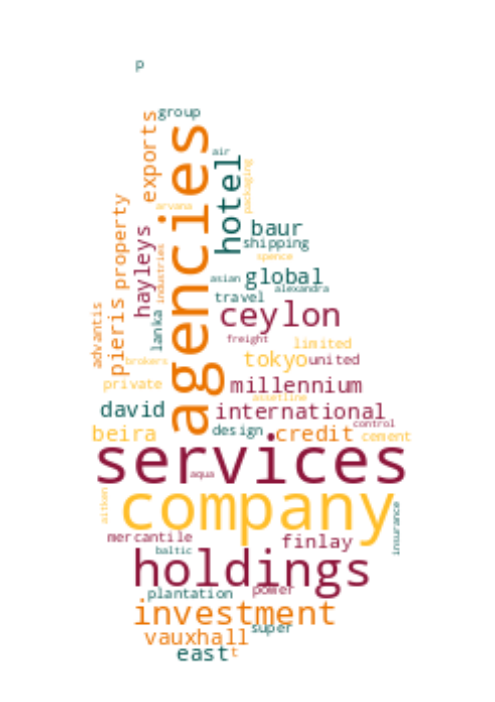 p
group
exports
agencies
air
hotel
packaging
arvana
property
hayleys
baur
shipping
industries
spence
asian
global
alexandra
travel
pieris
advantis
lanka
ceylon
freight
limited
brokers
tokyo
united
private
millennium
assetline
david
international
beira
design
credit
control
cement
services
aqua
aitken
company
insurance
mercantile
finlay
baltic
holdings
plantation
power
investment
super
vauxhall
east
t